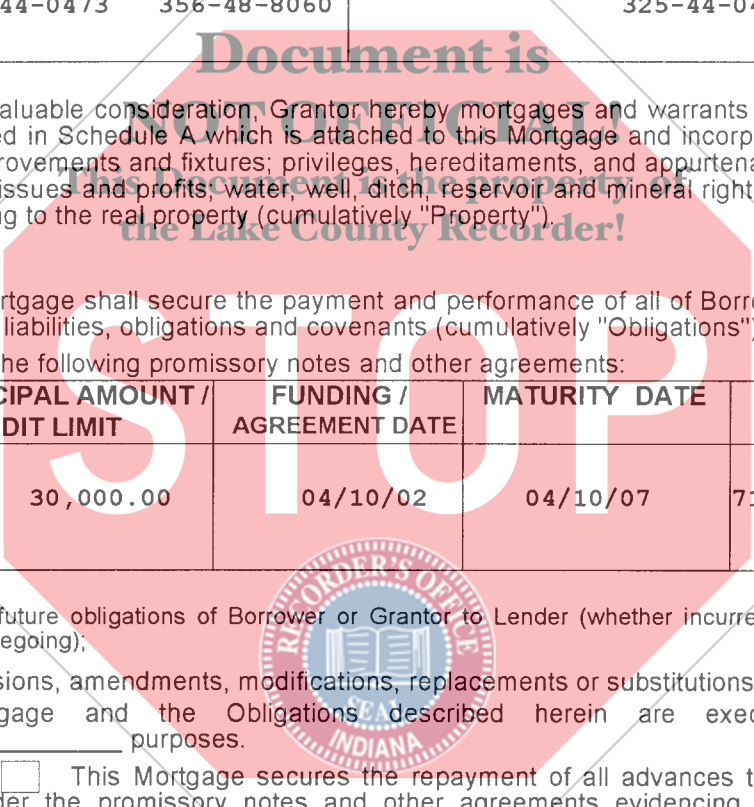 44-0473 356-48-8060 325-44-04
Document is
aluable consideration, Grantor hereby mortgages and warrants
NOT OFFICIAL!
ed in Schedule A which is attached to this Mortgage and incorp
rovements and fixtures; privileges, hereditaments, and appurtena
This Document is the property of
issues and profits; water, well, ditch, reservoir and mineral right
ng to the real property (cumulatively "Property").
the Lake County Recorder!
rtgage shall secure the payment and performance of all of Borro
liabilities, obligations and covenants (cumulatively "Obligations")
he following promissory notes and other agreements:
CIPAL AMOUNT / FUNDING / MATURITY DATE
DIT LIMIT AGREEMENT DATE
STOP
30,000.00 04/10/02 04/10/07 71
RECORDER'S OFFICE
future obligations of Borrower or Grantor to Lender (whether incurre
egoing);
sions, amendments, modifications, replacements or substitutions
SEAL
gage and the Obligations described herein are exec
purposes.
INDIANA
This Mortgage secures the repayment of all advances t
der the promissory notes and other agreements evidencing